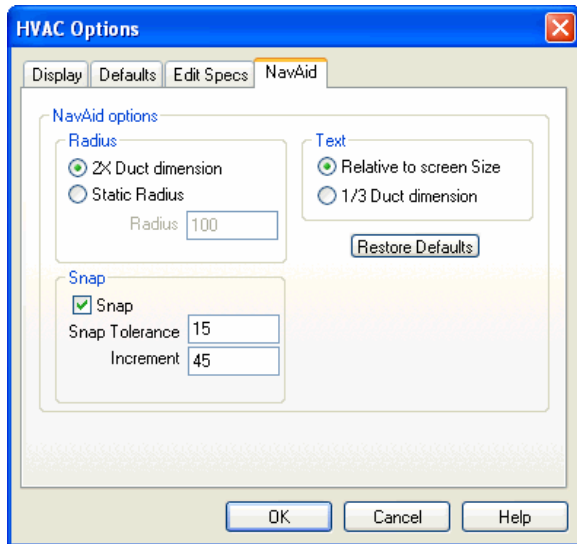 HVAC Options
Display Defaults Edit Specs NavAid
NavAid options
Radius
2X Duct dimension
Static Radius
Radius 100
Text
Relative to screen Size
1/3 Duct dimension
Restore Defaults
Snap
Snap
Snap Tolerance 15
Increment 45
OK Cancel Help